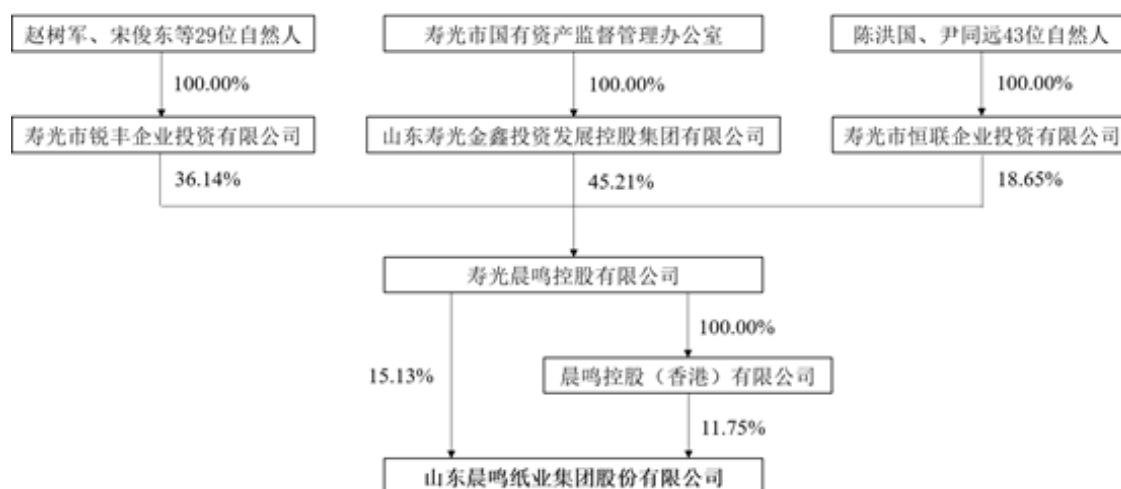 赵树军、宋俊东等29位自然人
寿光市国有资产监督管理办公室
陈洪国、尹同远43位自然人
100.00%
100.00%
100.00%
寿光市锐丰企业投资有限公司
山东寿光金鑫投资发展控股集团有限公司
寿光市恒联企业投资有限公司
36.14%
45.21%
18.65%
寿光晨鸣控股有限公司
100.00%
15.13%
晨鸣控股（香港）有限公司
11.75%
山东晨鸣纸业集团股份有限公司